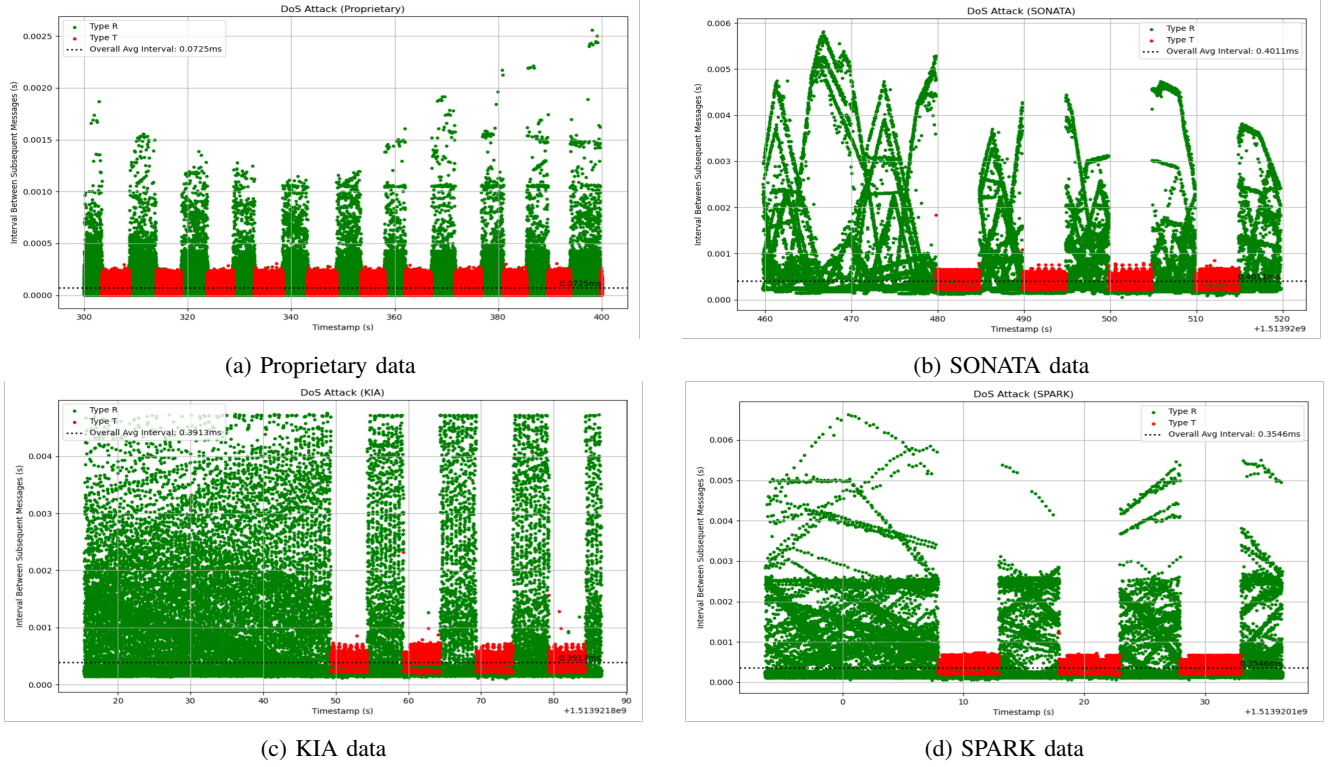 DoS Attack (Proprietary)
Type R
Type T
Overall Avg Interval: 0.0725ms
Interval Between Subsequent Messages (s)
0.0025
0.0020
0.0015
0.0010
0.0005
0.0000
0.0725ms
300 320 340 360 380 400
Timestamp (s)
(a) Proprietary data
DoS Attack (SONATA)
Type R
Type T
Overall Avg Interval: 0.4011ms
Interval Between Subsequent Messages (s)
0.006
0.005
0.004
0.003
0.002
0.001
0.000
0.4011ms
460 470 480 490 500 510 520
Timestamp (s)
+1.51392e9
(b) SONATA data
DoS Attack (KIA)
Type R
Type T
Overall Avg Interval: 0.3913ms
Interval Between Subsequent Messages (s)
0.004
0.003
0.002
0.001
0.000
0.3913ms
20 30 40 50 60 70 80 90
Timestamp (s)
+1.5139218e9
(c) KIA data
DoS Attack (SPARK)
Type R
Type T
Overall Avg Interval: 0.3546ms
Interval Between Subsequent Messages (s)
0.006
0.005
0.004
0.003
0.002
0.001
0.000
0.3546ms
0 10 20 30
Timestamp (s)
+1.5139201e9
(d) SPARK data